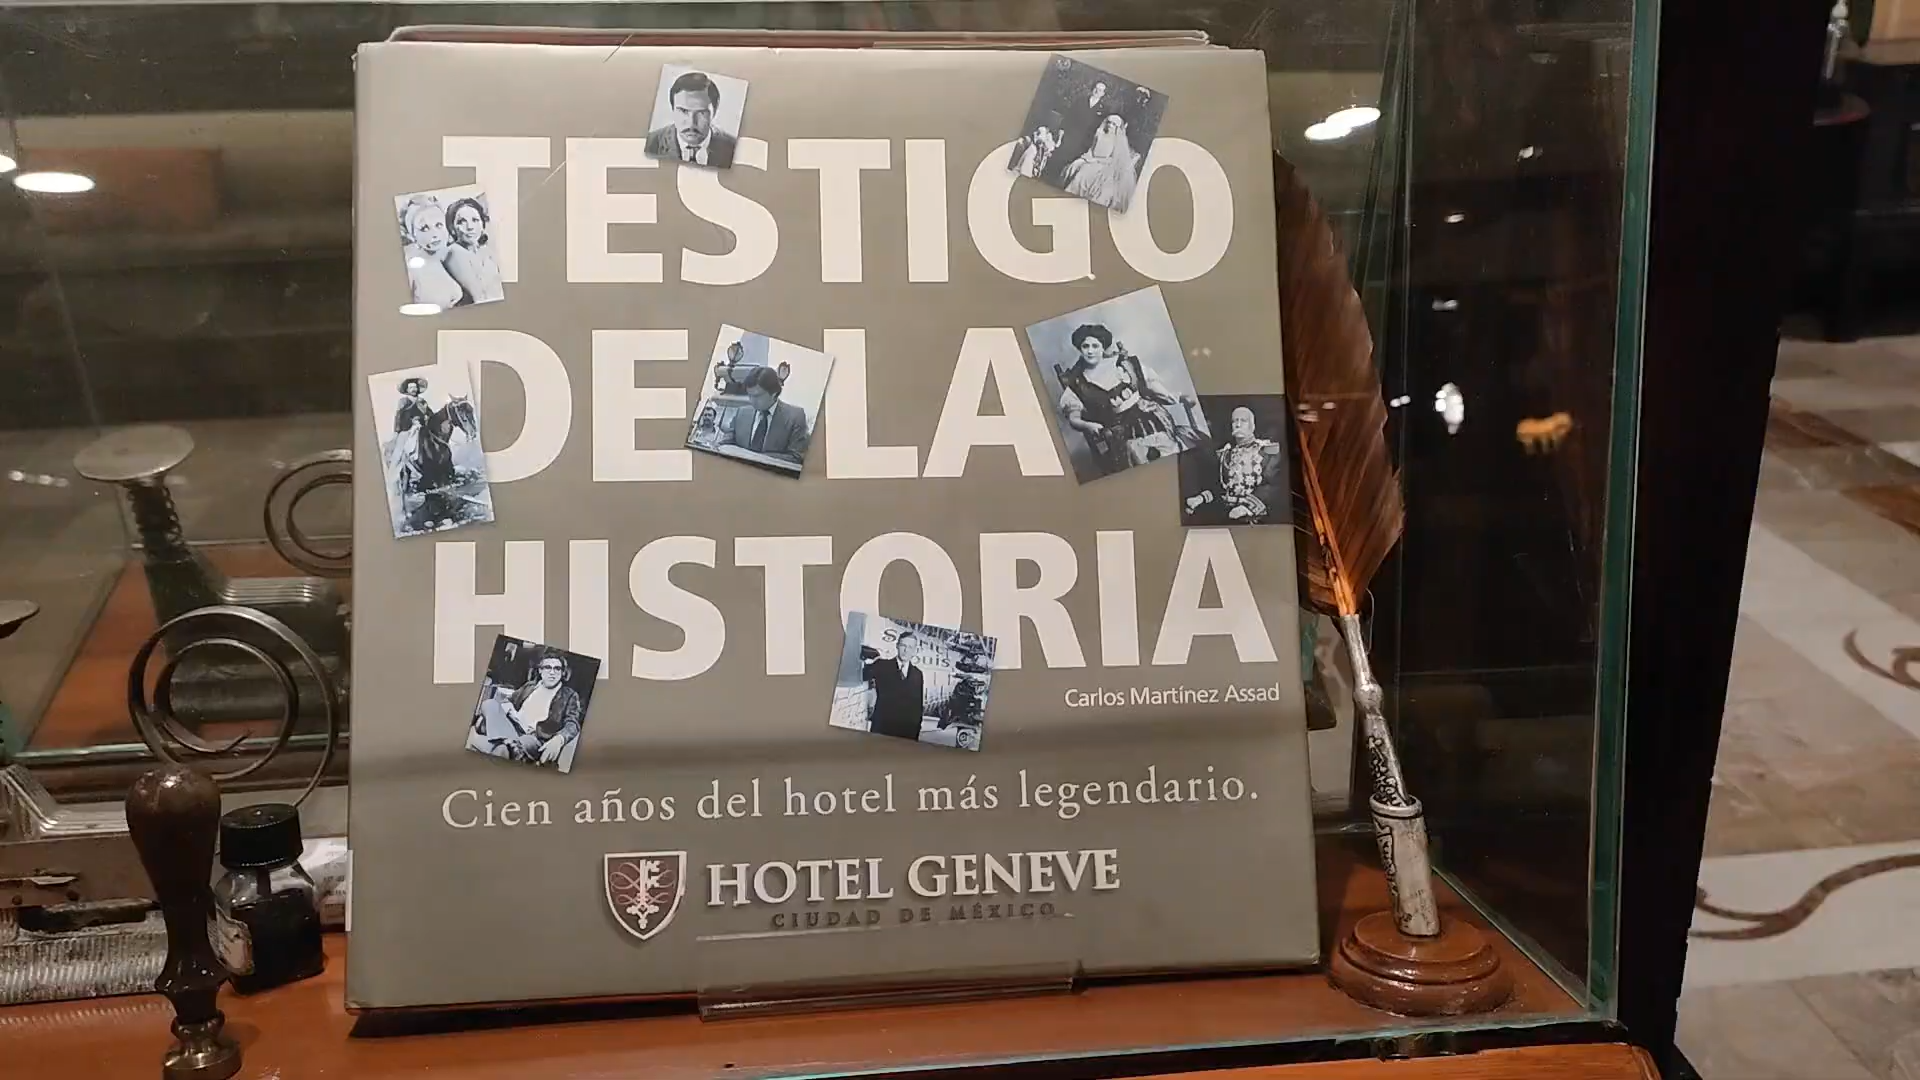 TESTIGO
DE LA
HISTORIA
Carlos Martínez Assad
Cien años del hotel más legendario.
HOTEL GENEVE
CIUDAD DE MÉXICO